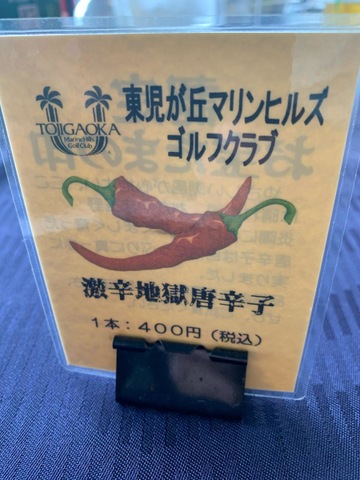 TOJIGAOKA
MarineHills
Golf Club
東児が丘マリンヒルズ
ゴルフクラブ
激辛地獄唐辛子
1本：400円（税込）